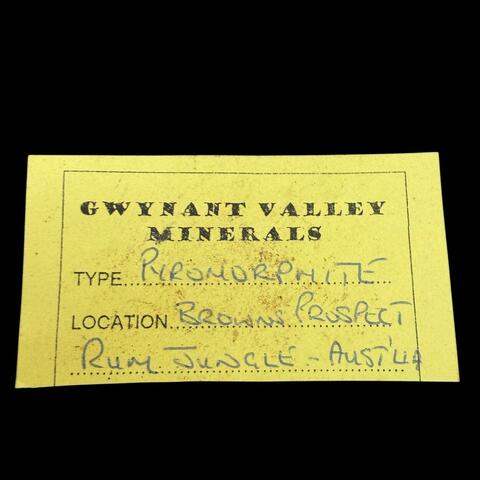 GWYNANT VALLEY
MINERALS
TYPE PYROMORPHITE
LOCATION BROWNS PROSPECT
RUM JUNGLE - AUST'LIA